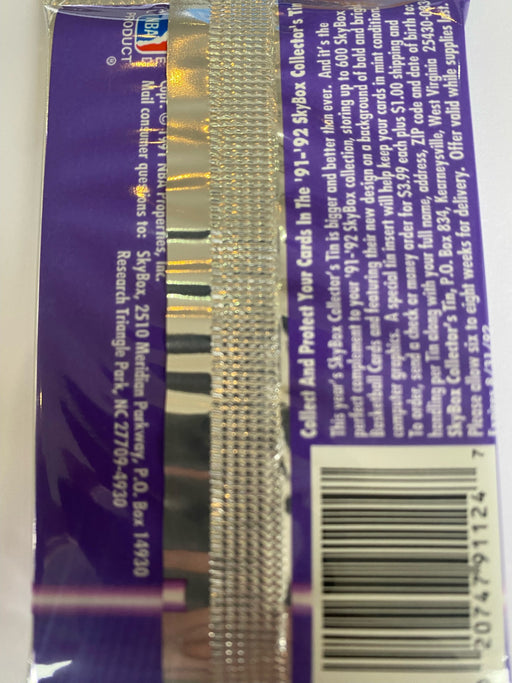 NBA
PRODUCT ®
© 1991 NBA Properties, Inc.
Mail consumer questions to: SkyBox, 2510 Meridian Parkway, P.O. Box 14930
Research Triangle Park, NC 27709-4930
Collect And Protect Your Cards In The '91-'92 SkyBox Collector's Tin
This year's SkyBox Collector's Tin is bigger and better than ever. And it's the
perfect complement to your '91-'92 SkyBox collection, storing up to 600 SkyBox
Basketball Cards and featuring their new design on a background of bold and
computer graphics. A special tin insert will help keep your cards in mint condition.
To order, send a check or money order for $3.99 each plus $1.00 shipping and
handling per Tin along with your full name, address, ZIP code and date of birth to:
SkyBox Collector's Tin, P.O. Box 834, Kearneysville, West Virginia
Please allow six to eight weeks for delivery. Offer valid while supplies last.
20747 91124 7